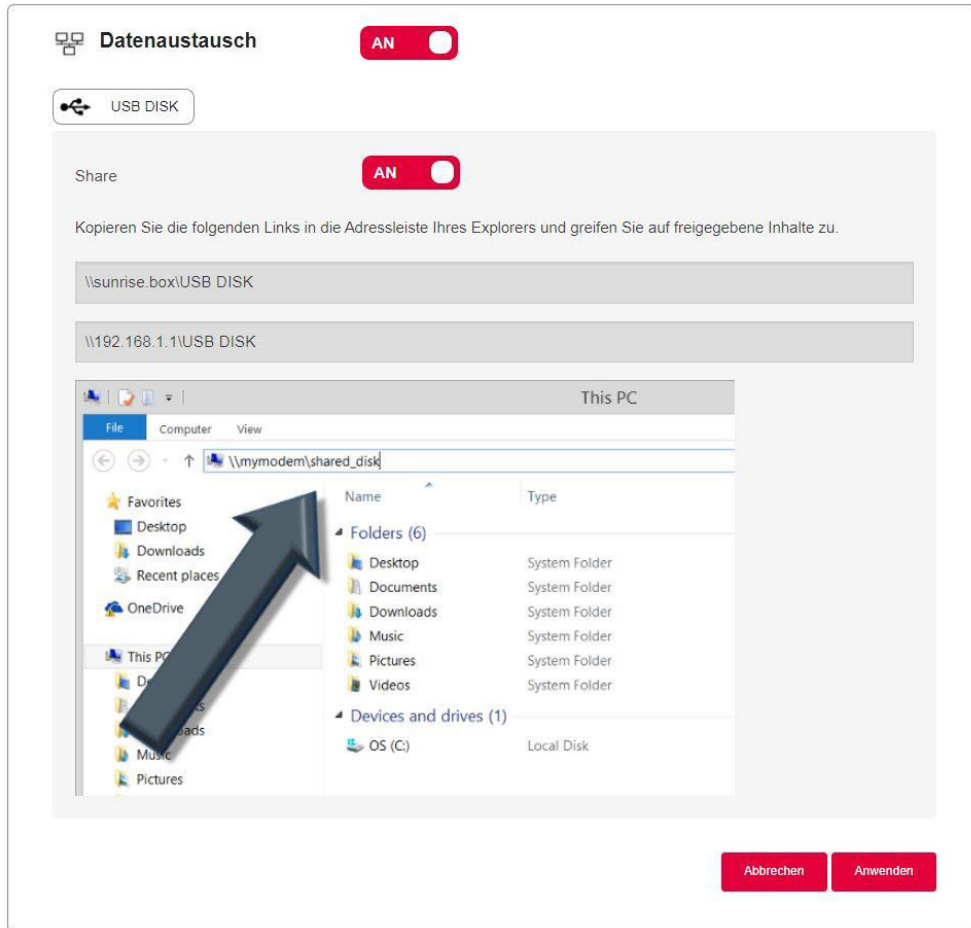 Datenaustausch AN
USB DISK
Share AN
Kopieren Sie die folgenden Links in die Adressleiste Ihres Explorers und greifen Sie auf freigegebene Inhalte zu.
\\sunrise.box\USB DISK
\\192.168.1.1\USB DISK
This PC
File Computer View
\\mymodem\shared_disk
Favorites
Desktop
Downloads
Recent places
OneDrive
This PC
Music
Pictures
Name Type
Folders (6)
Desktop System Folder
Documents System Folder
Downloads System Folder
Music System Folder
Pictures System Folder
Videos System Folder
Devices and drives (1)
OS (C:) Local Disk
Abbrechen Anwenden